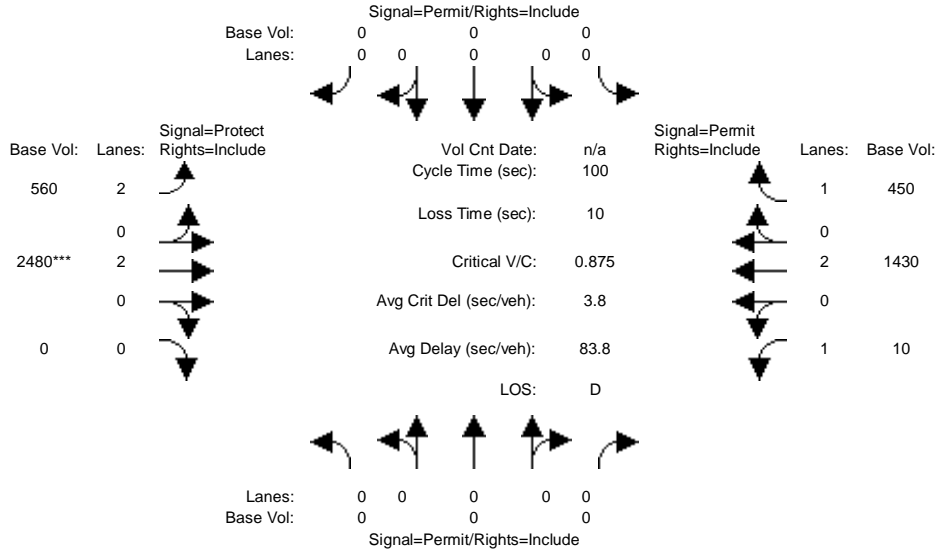 Signal=Permit/Rights=Include
Base Vol: 0 0 0
Lanes: 0 0 0 0 0
Signal=Protect Signal=Permit
Base Vol: Lanes: Rights=Include Vol Cnt Date: n/a Rights=Include Lanes: Base Vol:
Cycle Time (sec): 100
560 2 1 450
Loss Time (sec): 10
0 0
2480*** 2 Critical V/C: 0.875 2 1430
0 Avg Crit Del (sec/veh): 3.8 0
0 0 Avg Delay (sec/veh): 83.8 1 10
LOS: D
Lanes: 0 0 0 0 0
Base Vol: 0 0 0
Signal=Permit/Rights=Include